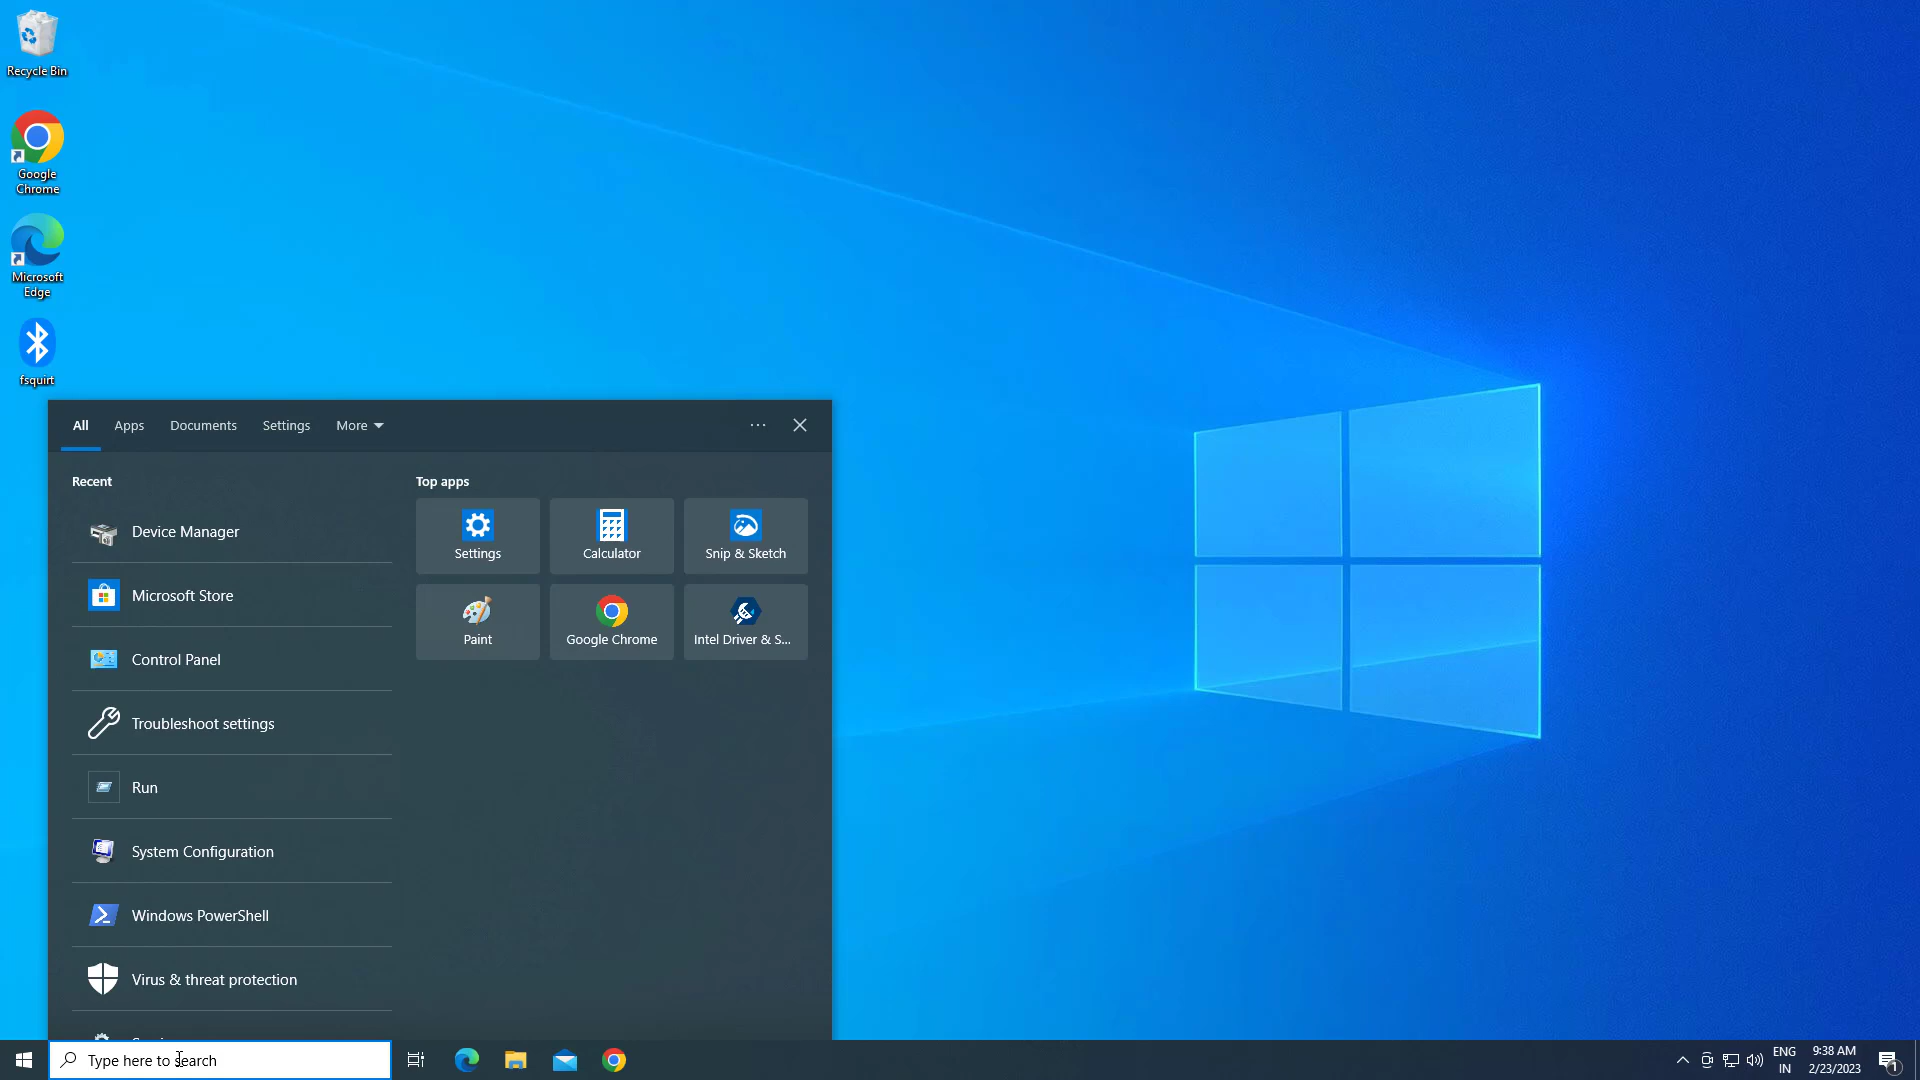 Recycle Bin
Google
Chrome
Microsoft
Edge
fsquirt
All
Apps
Documents
Settings
More
Recent
Device Manager
Microsoft Store
Control Panel
Troubleshoot settings
Run
System Configuration
Windows PowerShell
Virus & threat protection
Top apps
Settings
Calculator
Snip & Sketch
Paint
Google Chrome
Intel Driver & S...
Type here to search
ENG
IN
9:38 AM
2/23/2023
1